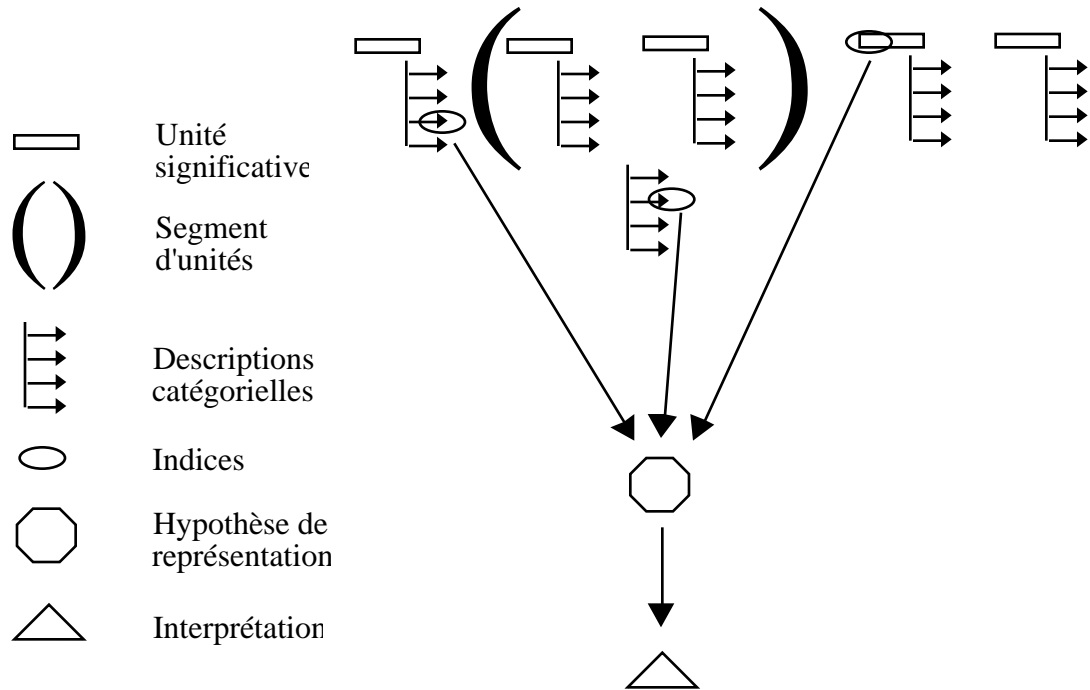 Unité
significative
Segment
d'unités
Descriptions
catégorielles
Indices
Hypothèse de
représentation
Interprétation